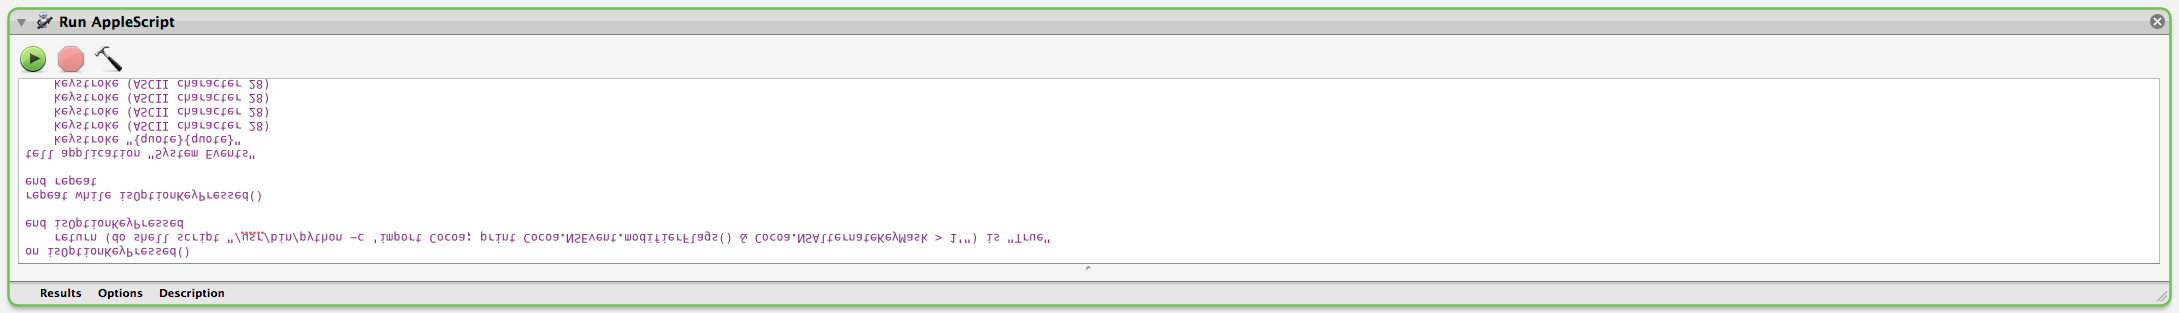 Run AppleScript
on isOptionKeyPressed()
return (do shell script "/usr/bin/python -c 'import Cocoa; print Cocoa.NSEvent.modifierFlags() & Cocoa.NSAlternateKeyMask > 1'") is "True"
end isOptionKeyPressed
repeat while isOptionKeyPressed()
end repeat
tell application "System Events"
keystroke "{quote}{quote}"
keystroke (ASCII character 28)
keystroke (ASCII character 28)
keystroke (ASCII character 28)
keystroke (ASCII character 28)
Results Options Description